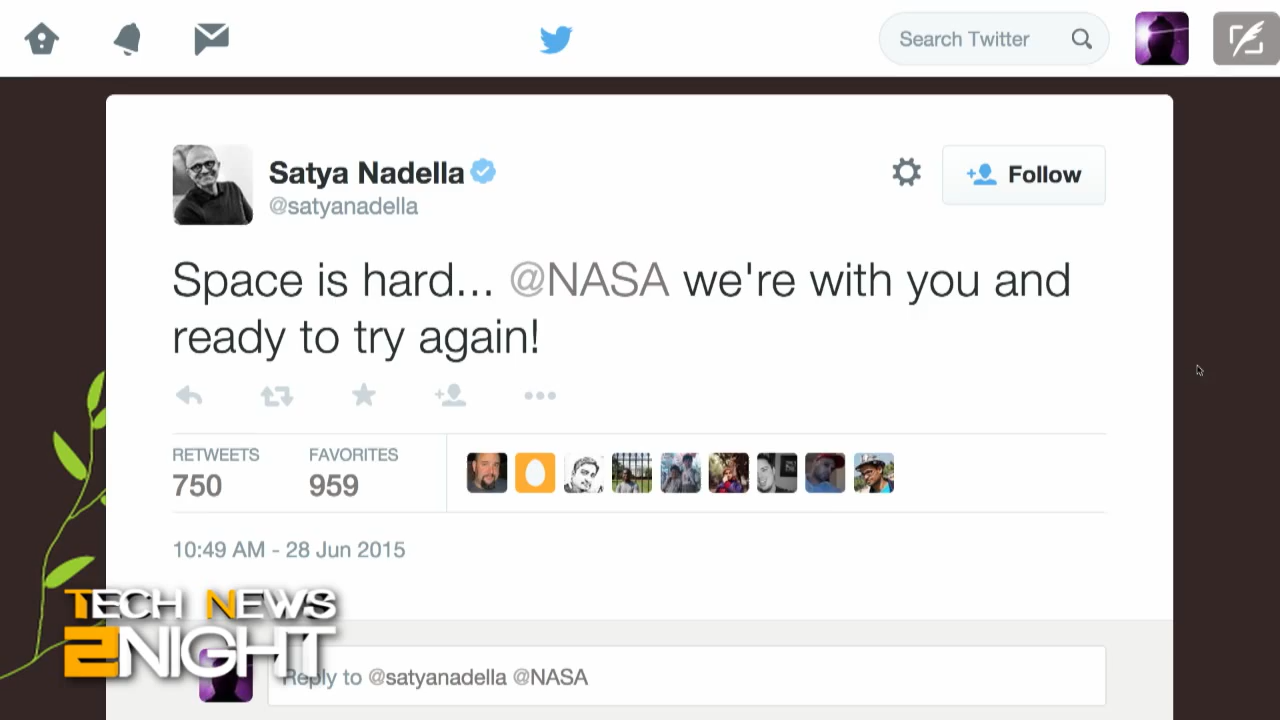 Search Twitter
Satya Nadella
@satyanadella
Follow
Space is hard... @NASA we're with you and
ready to try again!
RETWEETS
FAVORITES
750
959
10:49 AM - 28 Jun 2015
TECH NEWS
2NIGHT
Reply to @satyanadella @NASA